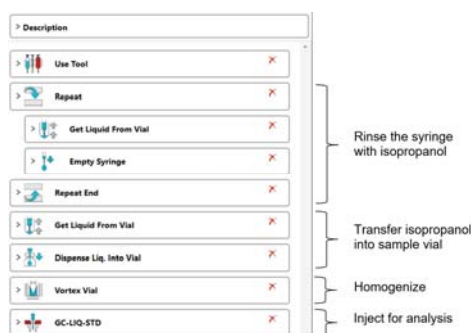 > Description
> Use Tool
> Repeat
> Get Liquid From Vial
> Empty Syringe
> Repeat End
> Get Liquid From Vial
> Dispense Liq. Into Vial
> Vortex Vial
> GC-LIQ-STD
Rinse the syringe
with isopropanol
Transfer isopropanol
into sample vial
Homogenize
Inject for analysis